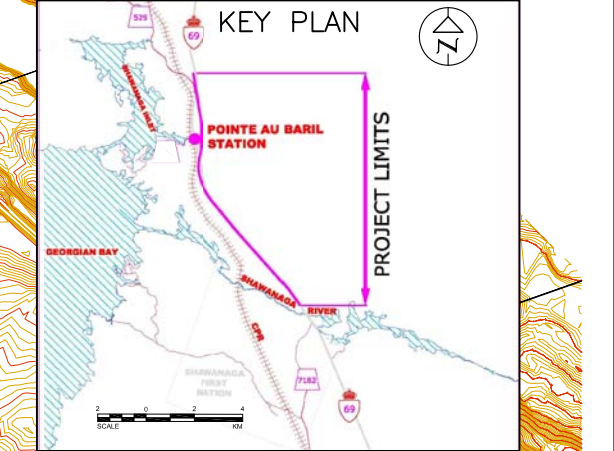 KEY PLAN
529
69
N
SHAWANAGA INLET
POINTE AU BARIL
STATION
PROJECT LIMITS
GEORGIAN BAY
SHAWANAGA
RIVER
CPR
SHAWANAGA
FIRST
NATION
7182
69
2 0 2 4
SCALE KM